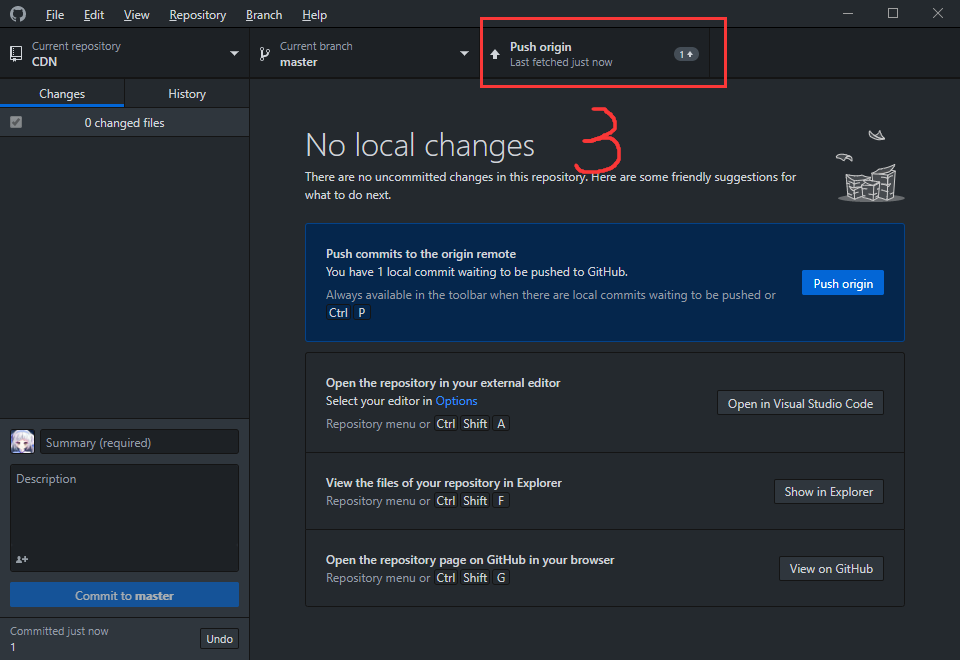 File Edit View Repository Branch Help
Current repository
CDN
Current branch
master
Push origin
Last fetched just now
1
Changes History
0 changed files
3
No local changes
There are no uncommitted changes in this repository. Here are some friendly suggestions for
what to do next.
Push commits to the origin remote
You have 1 local commit waiting to be pushed to GitHub.
Always available in the toolbar when there are local commits waiting to be pushed or
Ctrl P
Push origin
Open the repository in your external editor
Select your editor in Options
Repository menu or Ctrl Shift A
Open in Visual Studio Code
View the files of your repository in Explorer
Repository menu or Ctrl Shift F
Show in Explorer
Open the repository page on GitHub in your browser
Repository menu or Ctrl Shift G
View on GitHub
Summary (required)
Description
Commit to master
Committed just now
1
Undo